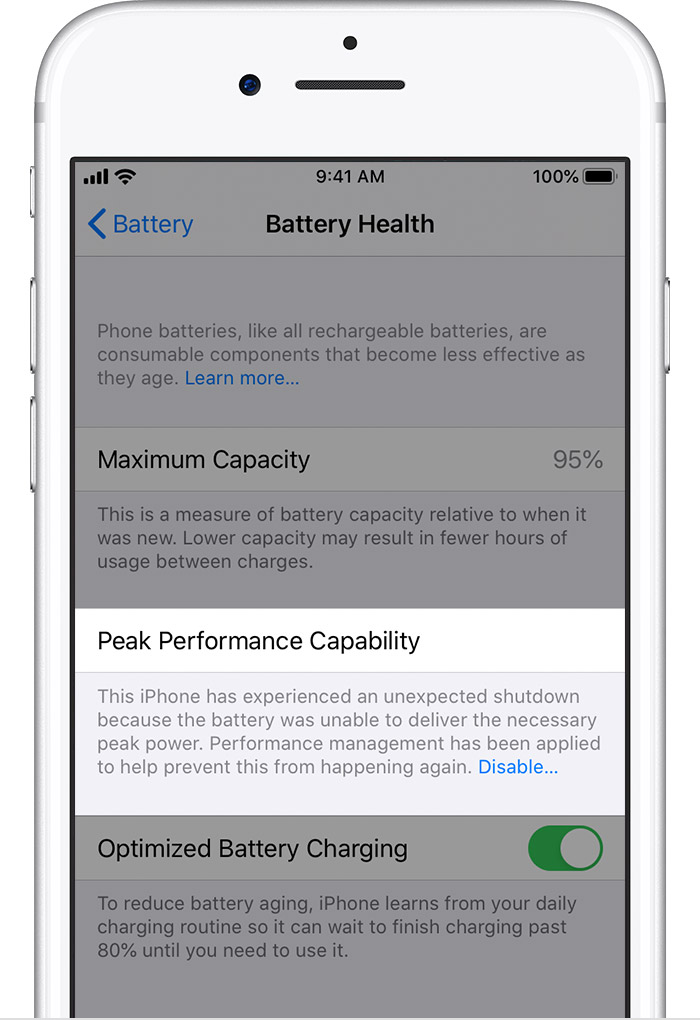 9:41 AM 100%
Battery Battery Health
Phone batteries, like all rechargeable batteries, are
consumable components that become less effective as
they age. Learn more...
Maximum Capacity 95%
This is a measure of battery capacity relative to when it
was new. Lower capacity may result in fewer hours of
usage between charges.
Peak Performance Capability
This iPhone has experienced an unexpected shutdown
because the battery was unable to deliver the necessary
peak power. Performance management has been applied
to help prevent this from happening again. Disable...
Optimized Battery Charging
To reduce battery aging, iPhone learns from your daily
charging routine so it can wait to finish charging past
80% until you need to use it.